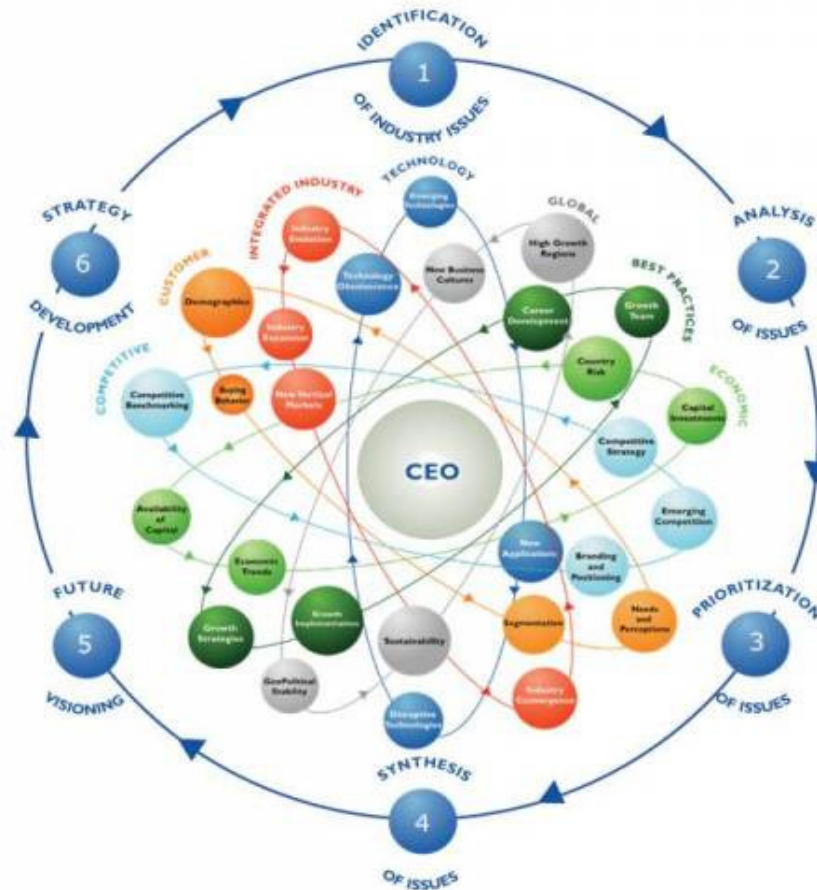 IDENTIFICATION
1
OF INDUSTRY ISSUES
ANALYSIS
2
OF ISSUES
PRIORITIZATION
3
OF ISSUES
SYNTHESIS
4
OF ISSUES
FUTURE
5
VISIONING
STRATEGY
6
DEVELOPMENT
TECHNOLOGY
Emerging
Technologies
Technology
Obsolescence
New
Applications
Disruptive
Technologies
INTEGRATED INDUSTRY
Industry
Evolution
Industry
Expansion
New Vertical
Markets
Industry
Convergence
GLOBAL
High Growth
Regions
New Business
Cultures
Sustainability
GeoPolitical
Stability
BEST PRACTICES
Growth
Team
Career
Development
Growth
Implementation
Growth
Strategies
CUSTOMER
Demographics
Buying
Behavior
Segmentation
Needs
and
Perceptions
COMPETITIVE
Competitive
Benchmarking
Competitive
Strategy
Emerging
Competition
Branding
and
Positioning
ECONOMIC
Country
Risk
Capital
Investments
Availability
of
Capital
Economic
Trends
CEO